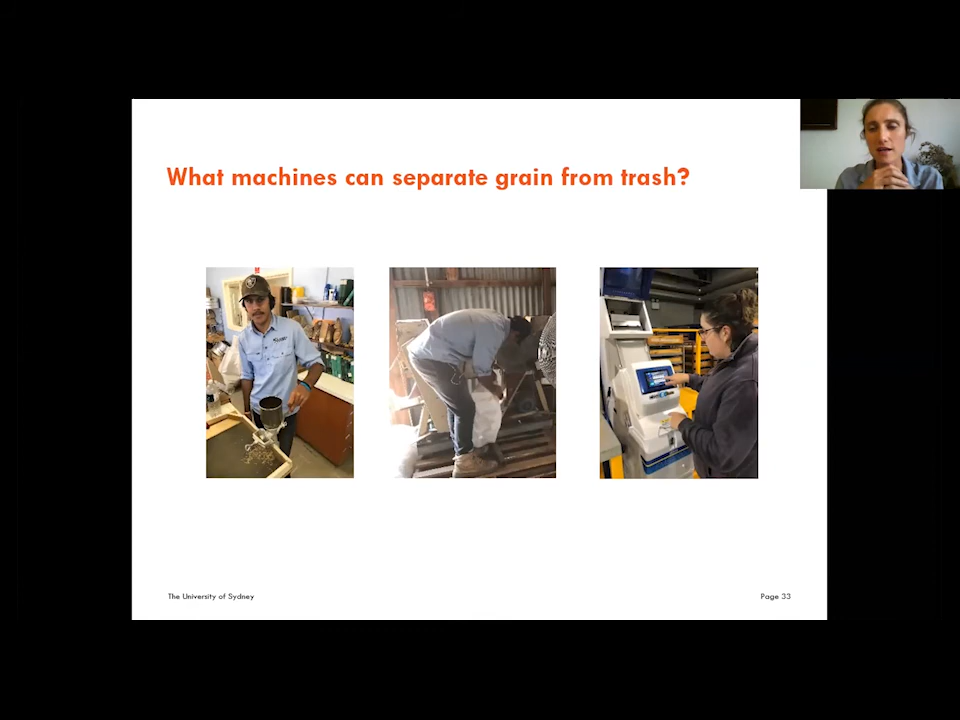 What machines can separate grain from trash?
The University of Sydney
Page 33